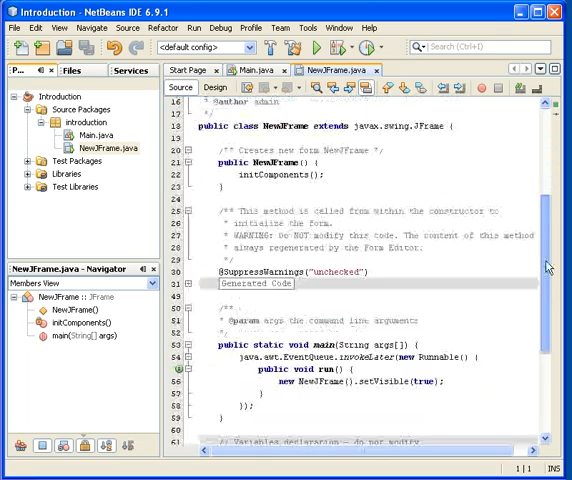 Introduction - NetBeans IDE 6.9.1
File Edit View Navigate Source Refactor Run Debug Profile Team Tools Window Help
<default config>
Search (Ctrl+I)
P... Files Services
Start Page Main.java NewJFrame.java
Source Design
Introduction
Source Packages
introduction
Main.java
NewJFrame.java
Test Packages
Libraries
Test Libraries
NewJFrame.java - Navigator
Members View
NewJFrame :: JFrame
NewJFrame()
initComponents()
main(String[] args)
16 * @author admin
17 */
18 public class NewJFrame extends javax.swing.JFrame {
19
20 /** Creates new form NewJFrame */
21 public NewJFrame() {
22 initComponents();
23 }
24
25 /** This method is called from within the constructor to
26 * initialize the form.
27 * WARNING: Do NOT modify this code. The content of this method
28 * always regenerated by the Form Editor.
29 */
30 @SuppressWarnings("unchecked")
31 Generated Code
49
50 /**
51 * @param args the command line arguments
52
53 public static void main(String args[]) {
54 java.awt.EventQueue.invokeLater(new Runnable() {
public void run() {
56 new NewJFrame().setVisible(true);
57 }
58 });
59 }
60
61 // Variables declaration - do not modify
1 | 1 INS